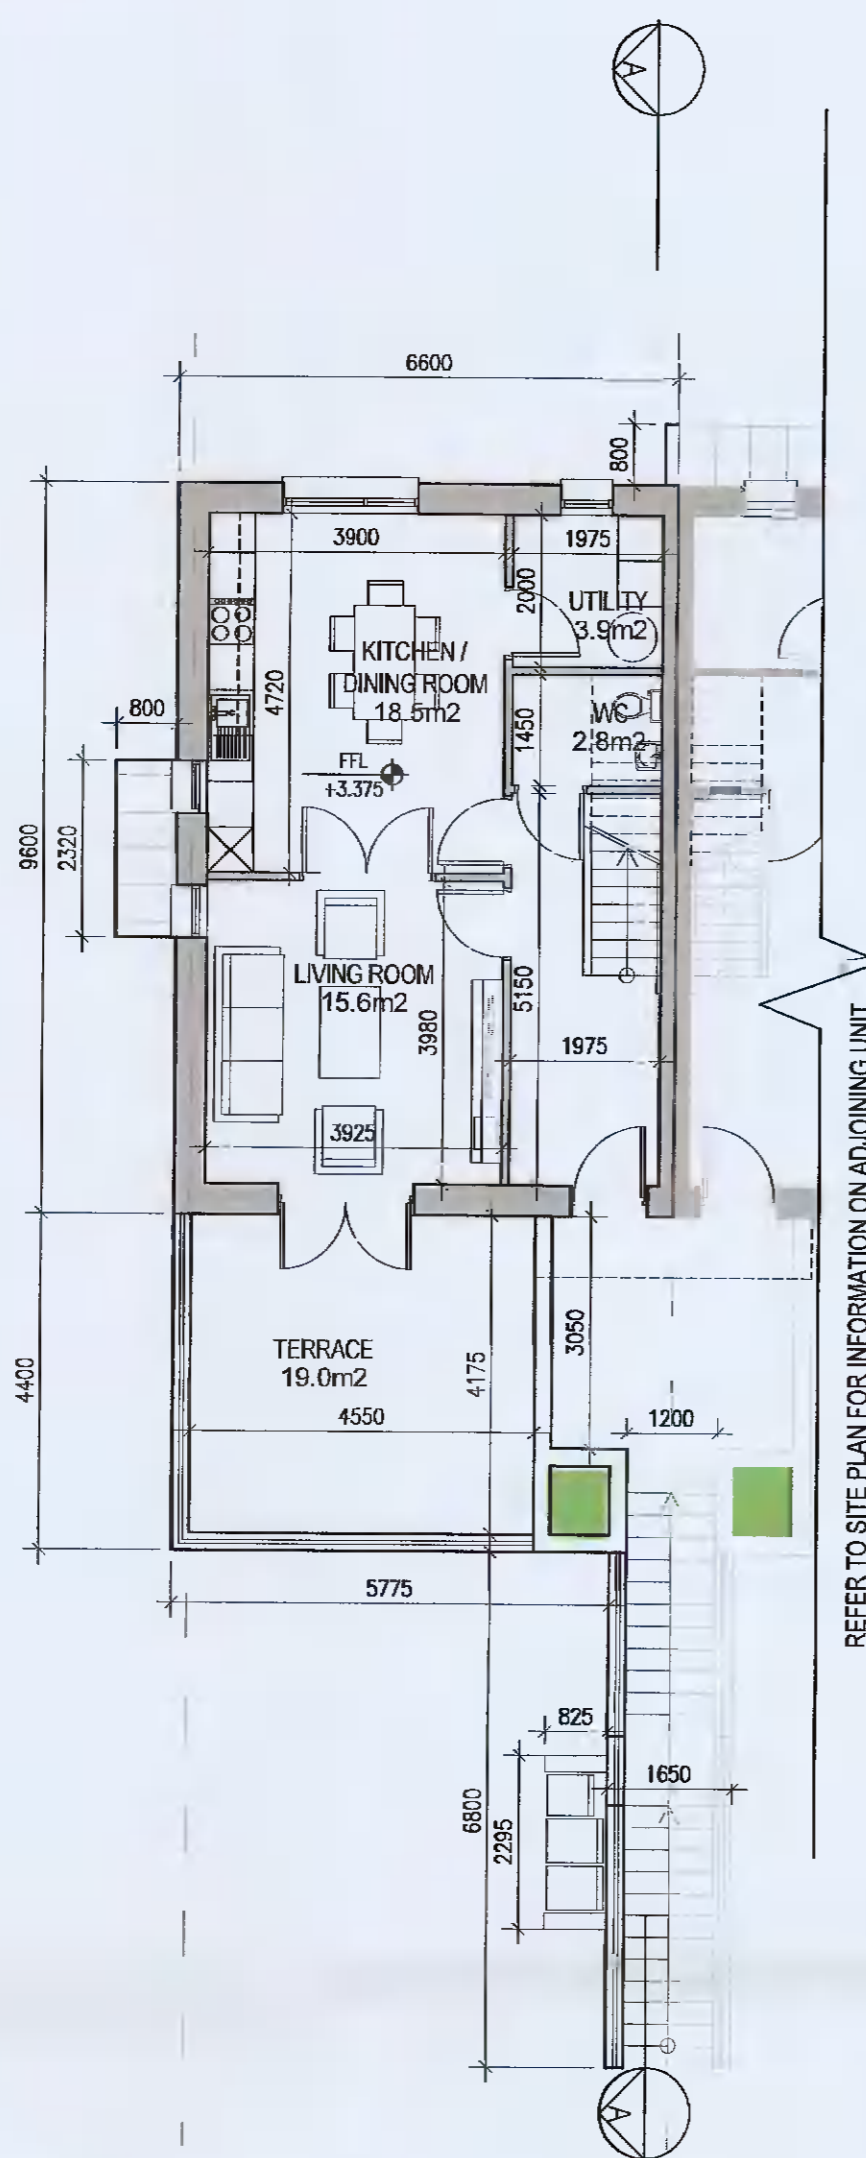 A
6600
800
3900
1975
2000
UTILITY
3.9m2
KITCHEN /
DINING ROOM
18.5m2
4720
800
1450
WC
2.8m2
FFL
+3.375
9600
2320
LIVING ROOM
15.6m2
3980
5150
1975
3925
TERRACE
19.0m2
4400
4175
3050
4550
1200
5775
825
1650
6800
2295
A
REFER TO SITE PLAN FOR INFORMATION ON ADJOINING UNIT